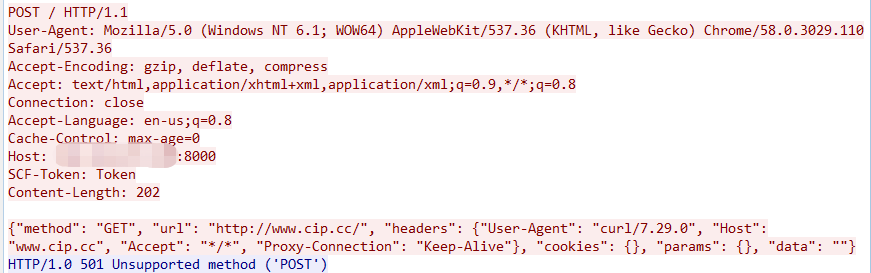 POST / HTTP/1.1
User-Agent: Mozilla/5.0 (Windows NT 6.1; WOW64) AppleWebKit/537.36 (KHTML, like Gecko) Chrome/58.0.3029.110
Safari/537.36
Accept-Encoding: gzip, deflate, compress
Accept: text/html,application/xhtml+xml,application/xml;q=0.9,*/*;q=0.8
Connection: close
Accept-Language: en-us;q=0.8
Cache-Control: max-age=0
Host: :8000
SCF-Token: Token
Content-Length: 202

{"method": "GET", "url": "http://www.cip.cc/", "headers": {"User-Agent": "curl/7.29.0", "Host":
"www.cip.cc", "Accept": "*/*", "Proxy-Connection": "Keep-Alive"}, "cookies": {}, "params": {}, "data": ""}
HTTP/1.0 501 Unsupported method ('POST')